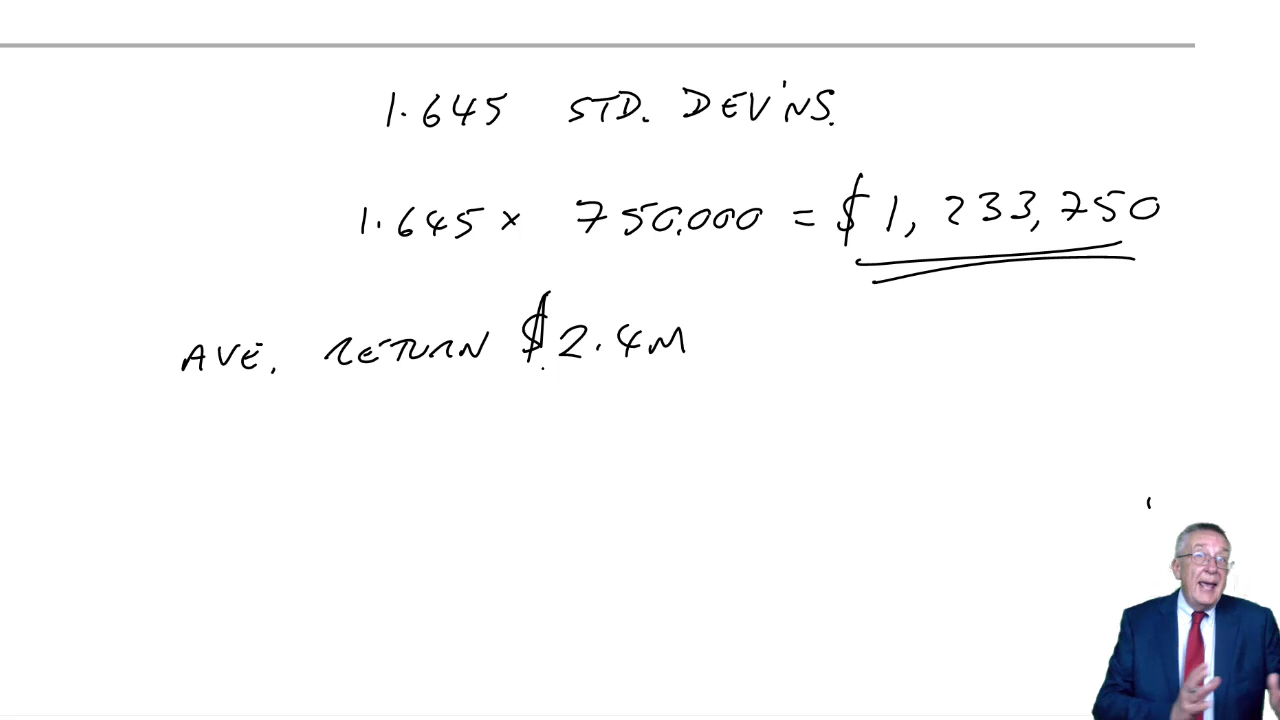 1.645 STD. DEV'NS.
1.645 × 750,000 = $1,233,750
AVE. RETURN $2.4M